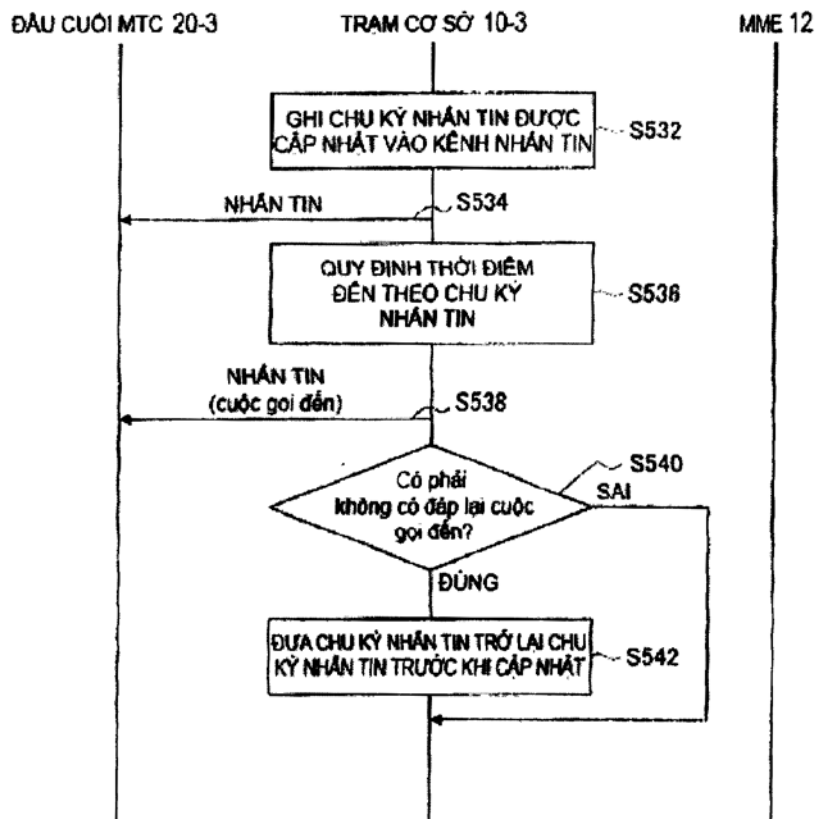 ĐẦU CUỐI MTC 20-3
TRẠM CƠ SỞ 10-3
MME 12
GHI CHU KỲ NHẮN TIN ĐƯỢC
CẬP NHẬT VÀO KÊNH NHẮN TIN
S532
NHẮN TIN
S534
QUY ĐỊNH THỜI ĐIỂM
ĐẾN THEO CHU KỲ
NHẮN TIN
S536
NHẮN TIN
(cuộc gọi đến)
S538
Có phải
không có đáp lại cuộc
gọi đến?
S540
SAI
ĐÚNG
ĐƯA CHU KỲ NHẮN TIN TRỞ LẠI CHU
KỲ NHẮN TIN TRƯỚC KHI CẬP NHẬT
S542